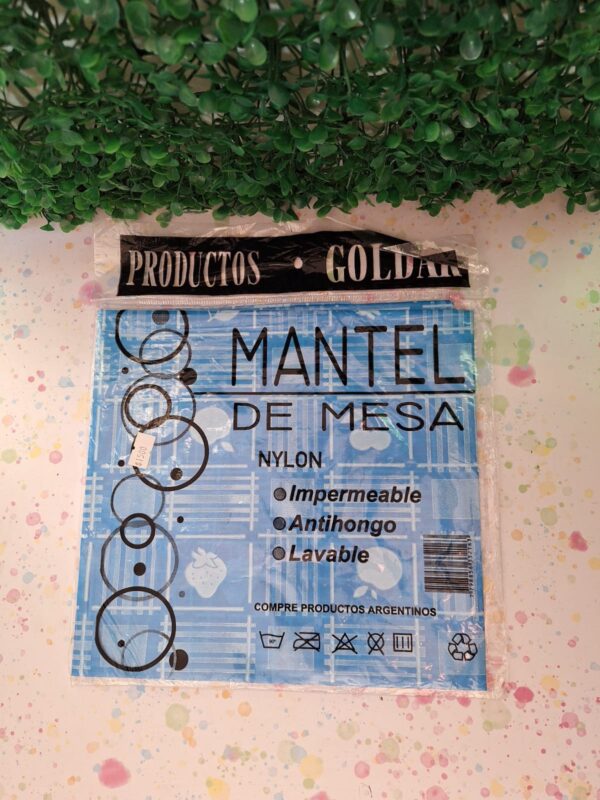 PRODUCTOS GOLDAR
MANTEL
DE MESA
NYLON
Impermeable
Antihongo
Lavable
COMPRE PRODUCTOS ARGENTINOS